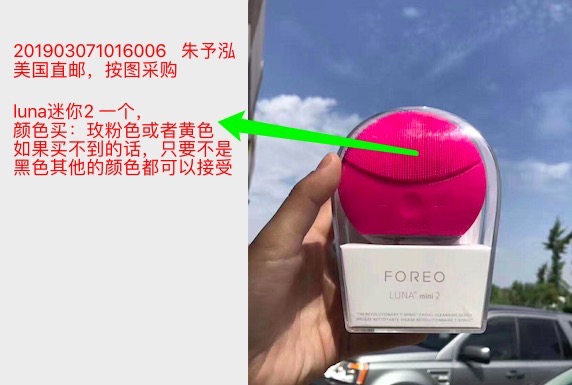 201903071016006 朱予泓
美国直邮，按图采购
luna迷你2 一个，
颜色买：玫粉色或者黄色
如果买不到的话，只要不是
黑色其他的颜色都可以接受
FOREO
LUNA™ mini 2